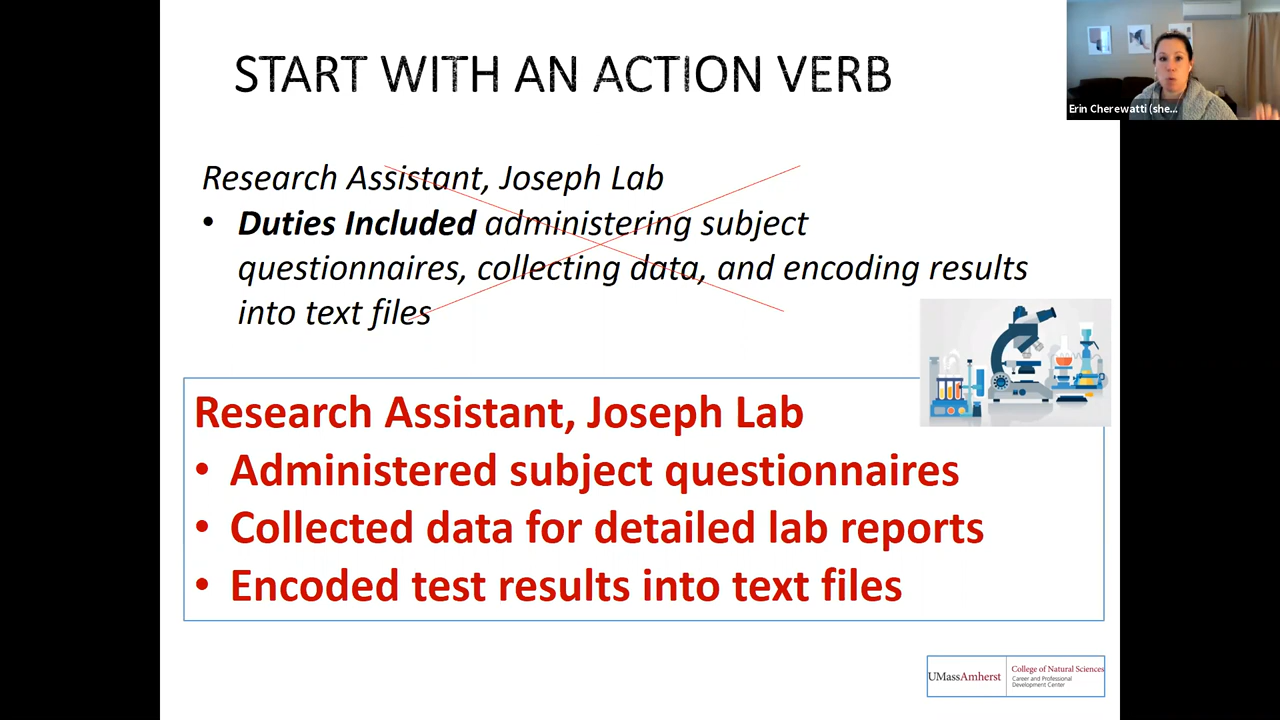 START WITH AN ACTION VERB
Erin Cherewatti (she...
Research Assistant, Joseph Lab
• Duties Included administering subject
questionnaires, collecting data, and encoding results
into text files
Research Assistant, Joseph Lab
• Administered subject questionnaires
• Collected data for detailed lab reports
• Encoded test results into text files
UMassAmherst
College of Natural Sciences
Career and Professional
Development Center